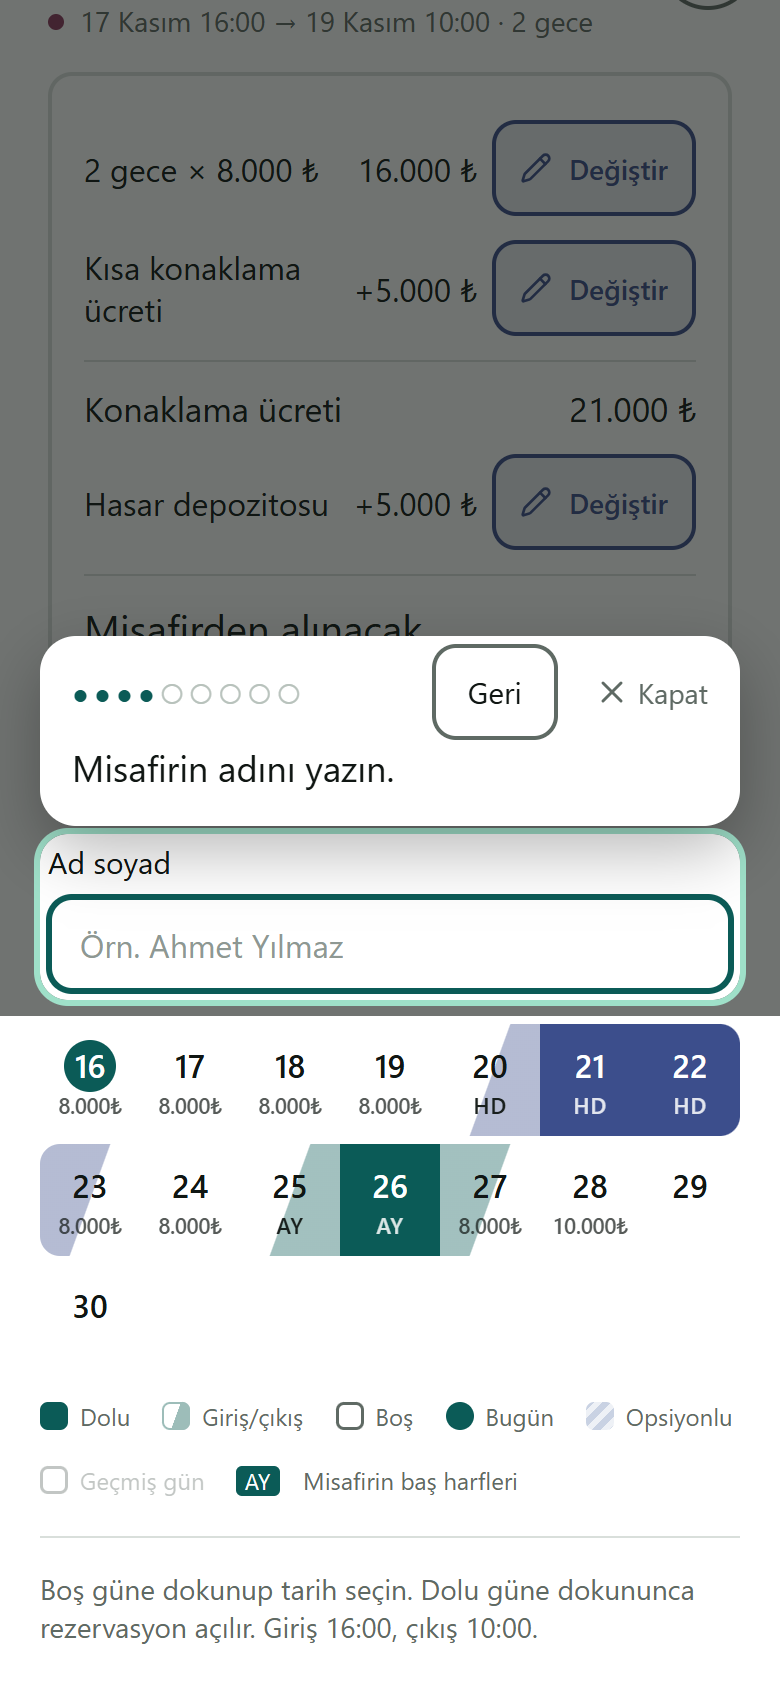 17 Kasım 16:00 → 19 Kasım 10:00 · 2 gece
2 gece × 8.000 ₺ 16.000 ₺ Değiştir
Kısa konaklama
ücreti
+5.000 ₺ Değiştir
Konaklama ücreti 21.000 ₺
Hasar depozitosu +5.000 ₺ Değiştir
Misafirden alınacak
Geri Kapat
Misafirin adını yazın.
Ad soyad
Örn. Ahmet Yılmaz
16 17 18 19 20 21 22
8.000₺ 8.000₺ 8.000₺ 8.000₺ HD HD HD
23 24 25 26 27 28 29
8.000₺ 8.000₺ AY AY 8.000₺ 10.000₺
30
Dolu Giriş/çıkış Boş Bugün Opsiyonlu
Geçmiş gün AY Misafirin baş harfleri
Boş güne dokunup tarih seçin. Dolu güne dokununca
rezervasyon açılır. Giriş 16:00, çıkış 10:00.